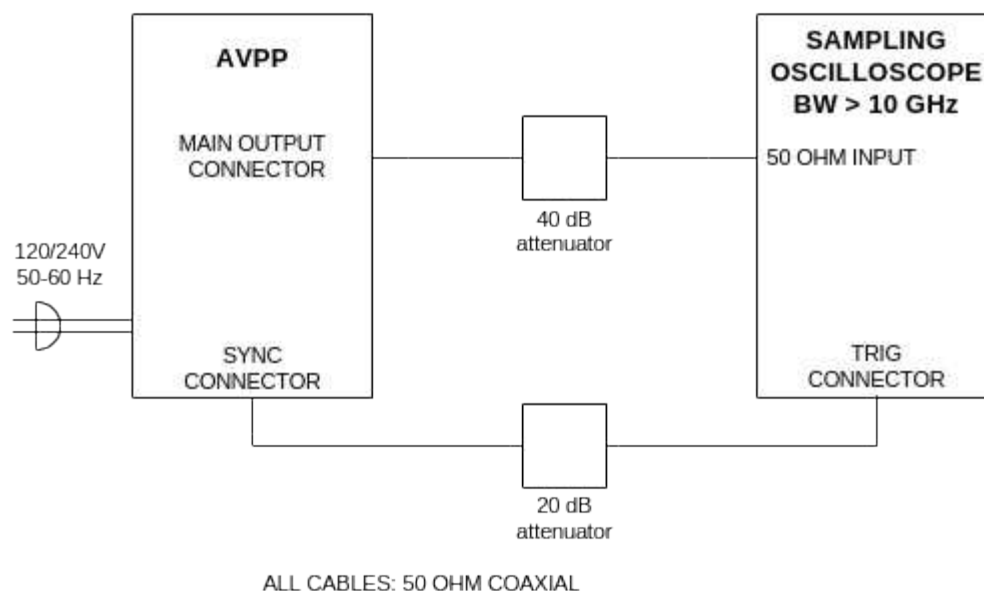 AVPP
MAIN OUTPUT
CONNECTOR
120/240V
50-60 Hz
SYNC
CONNECTOR
40 dB
attenuator
20 dB
attenuator
SAMPLING
OSCILLOSCOPE
BW > 10 GHz
50 OHM INPUT
TRIG
CONNECTOR
ALL CABLES: 50 OHM COAXIAL